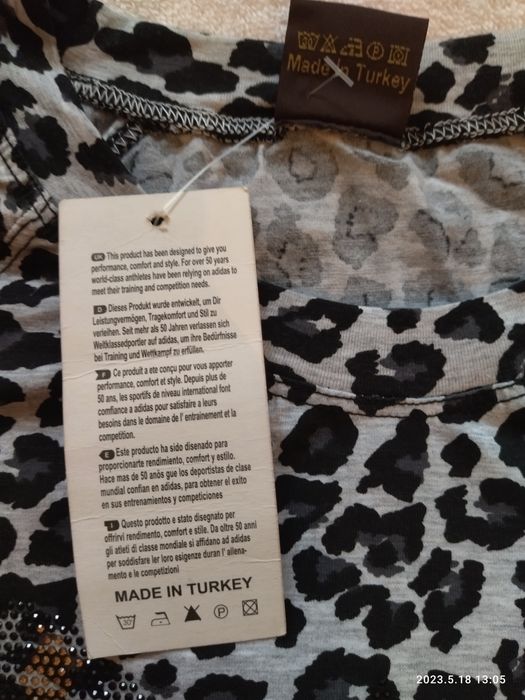 Made In Turkey
UK This product has been designed to give you
performance, comfort and style. For over 50 years
world-class anthietes have been relying on adidas to
meet their training and competition needs.
D Dieses Produkt wurde entwickelt, um Dir
Leistungvermögen, Tragekomfort und Stil zu
verleihen. Seit mehr als 50 Jahren verlassen sich
Weltklassedportler auf adidas, um ihre Bedürfnisse
bei Training und Wettkampf zu erfüllen.
F Ce produit a ete conçu pour vous apporter
performance, comfort et style. Depuis plus de
50 ans, les sportifs de niveau international font
comfiance a adidas pour satisfaire a leurs
besoins dans le domaine de l' entrainement et la
competition.
E Este producto ha sido disenado para
proporcionarte rendimiento, comfort y estilo.
Hace mas de 50 anòs que los deportistas de clase
mundial confian en adidas, para obtener el exito
en sus entrenamientos y competiciones
I Questo prodotto e stato disegnato per
offrirvi rendimento, comfort e stile. Da oltre 50 anni
gli atleti di classe mondiale si affidano ad adidas
per soddisfar ler loro esigenze duran l' allena-
mento e le competizioni
MADE IN TURKEY
30°
P
2023.5.18 13:05